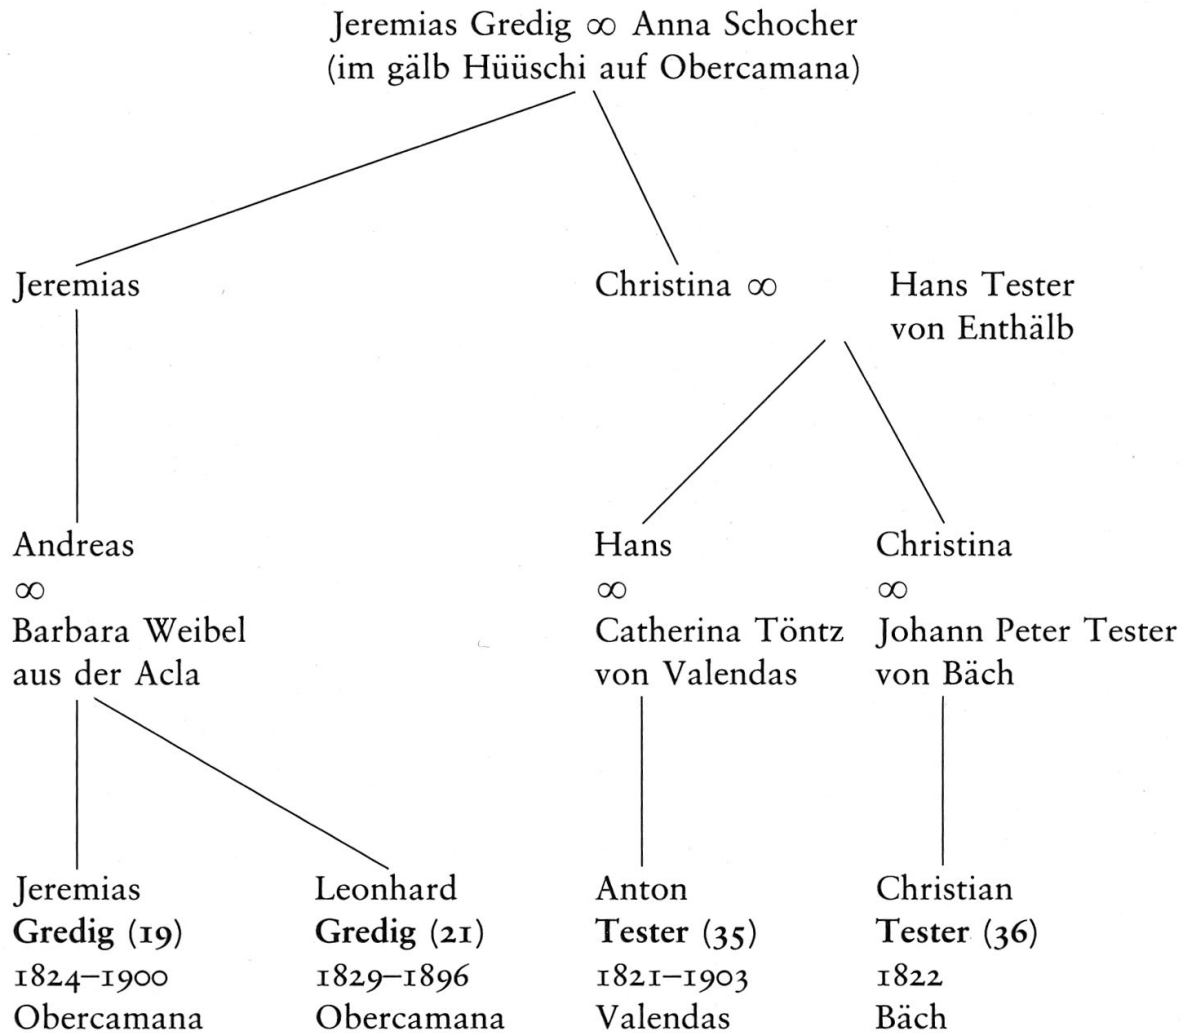 Jeremias Gredig ∞ Anna Schocher
(im gälb Hüüschi auf Obercamana)
Jeremias
Christina ∞
Hans Tester
von Enthälb
Andreas
∞
Barbara Weibel
aus der Acla
Hans
∞
Catherina Töntz
von Valendas
Christina
∞
Johann Peter Tester
von Bäch
Jeremias
Gredig (19)
1824–1900
Obercamana
Leonhard
Gredig (21)
1829–1896
Obercamana
Anton
Tester (35)
1821–1903
Valendas
Christian
Tester (36)
1822
Bäch